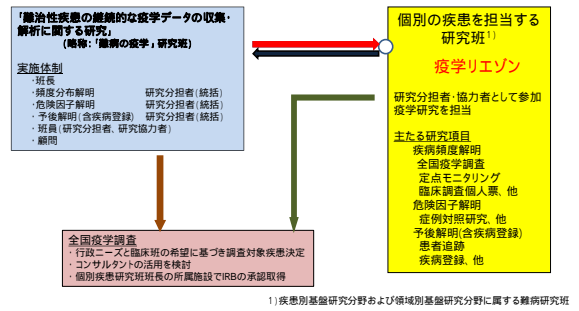 「難治性疾患の継続的な疫学データの収集・
解析に関する研究」
(略称：「難病の疫学」研究班)
実施体制
・班長
・頻度分布解明 研究分担者(統括)
・危険因子解明 研究分担者(統括)
・予後解明(含疾病登録) 研究分担者(統括)
・班員(研究分担者、研究協力者)
・顧問
個別の疾患を担当する
研究班1)
疫学リエゾン
研究分担者・協力者として参加
疫学研究を担当
主たる研究項目
疾病頻度解明
全国疫学調査
定点モニタリング
臨床調査個人票、他
危険因子解明
症例対照研究、他
予後解明(含疾病登録)
患者追跡
疾病登録、他
全国疫学調査
・行政ニーズと臨床班の希望に基づき調査対象疾患決定
・コンサルタントの活用を検討
・個別疾患研究班班長の所属施設でIRBの承認取得
1)疾患別基盤研究分野および領域別基盤研究分野に属する難病研究班